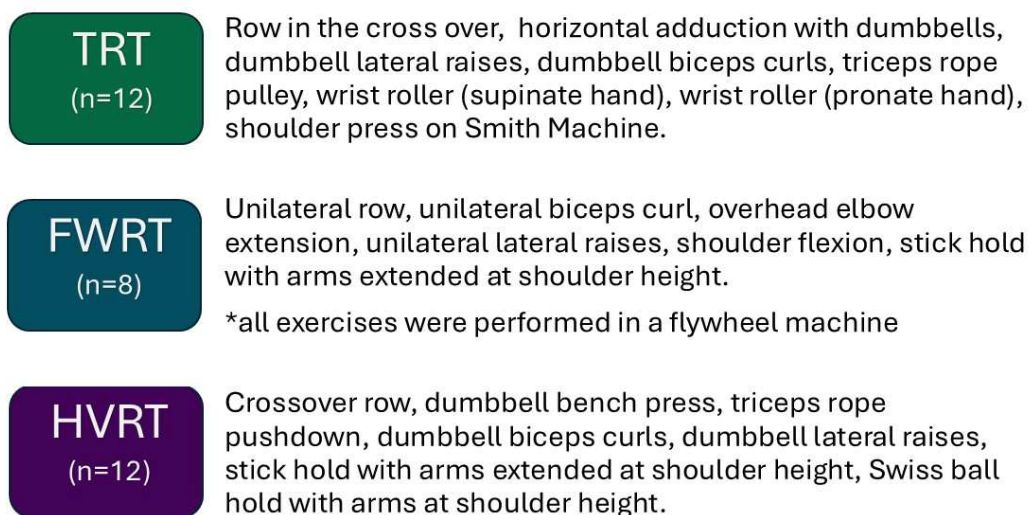 TRT
(n=12)
Row in the cross over, horizontal adduction with dumbbells,
dumbbell lateral raises, dumbbell biceps curls, triceps rope
pulley, wrist roller (supinate hand), wrist roller (pronate hand),
shoulder press on Smith Machine.
FWRT
(n=8)
Unilateral row, unilateral biceps curl, overhead elbow
extension, unilateral lateral raises, shoulder flexion, stick hold
with arms extended at shoulder height.
*all exercises were performed in a flywheel machine
HVRT
(n=12)
Crossover row, dumbbell bench press, triceps rope
pushdown, dumbbell biceps curls, dumbbell lateral raises,
stick hold with arms extended at shoulder height, Swiss ball
hold with arms at shoulder height.